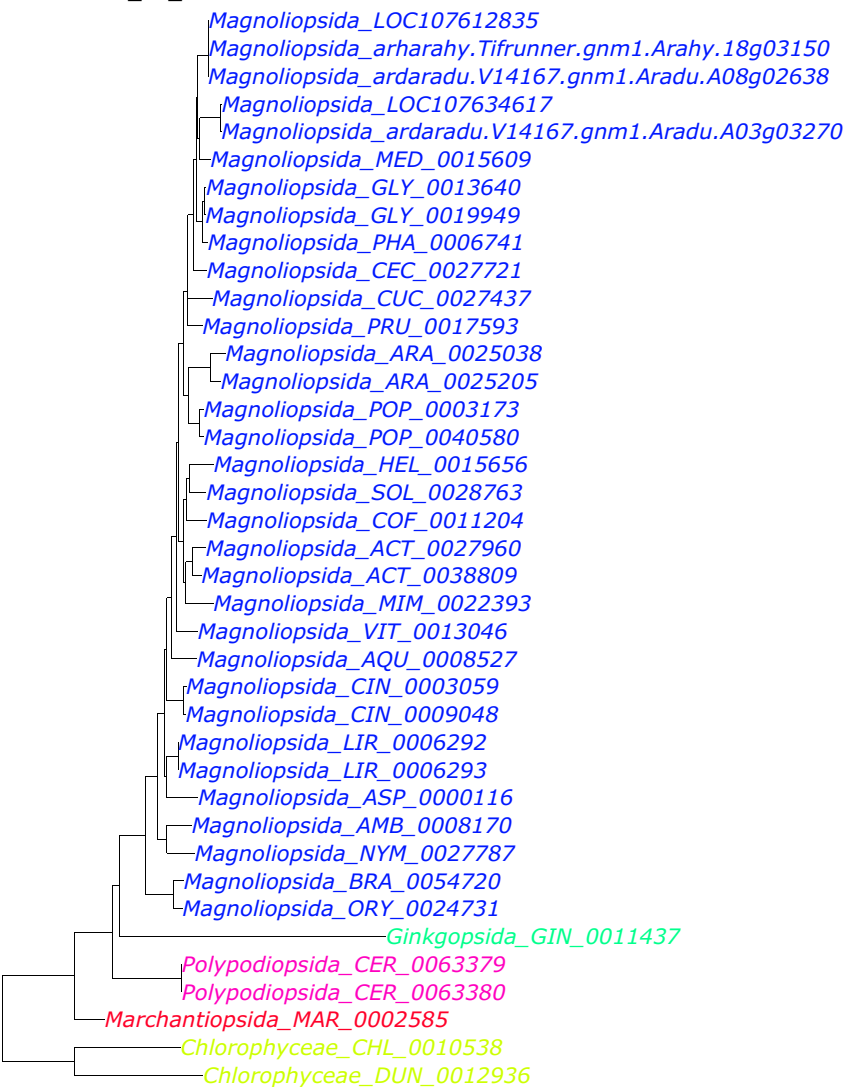 Magnoliopsida_LOC107612835
Magnoliopsida_arharahy.Tifrunner.gnm1.Arahy.18g03150
Magnoliopsida_ardaradu.V14167.gnm1.Aradu.A08g02638
Magnoliopsida_LOC107634617
Magnoliopsida_ardaradu.V14167.gnm1.Aradu.A03g03270
Magnoliopsida_MED_0015609
Magnoliopsida_GLY_0013640
Magnoliopsida_GLY_0019949
Magnoliopsida_PHA_0006741
Magnoliopsida_CEC_0027721
Magnoliopsida_CUC_0027437
Magnoliopsida_PRU_0017593
Magnoliopsida_ARA_0025038
Magnoliopsida_ARA_0025205
Magnoliopsida_POP_0003173
Magnoliopsida_POP_0040580
Magnoliopsida_HEL_0015656
Magnoliopsida_SOL_0028763
Magnoliopsida_COF_0011204
Magnoliopsida_ACT_0027960
Magnoliopsida_ACT_0038809
Magnoliopsida_MIM_0022393
Magnoliopsida_VIT_0013046
Magnoliopsida_AQU_0008527
Magnoliopsida_CIN_0003059
Magnoliopsida_CIN_0009048
Magnoliopsida_LIR_0006292
Magnoliopsida_LIR_0006293
Magnoliopsida_ASP_0000116
Magnoliopsida_AMB_0008170
Magnoliopsida_NYM_0027787
Magnoliopsida_BRA_0054720
Magnoliopsida_ORY_0024731
Ginkgopsida_GIN_0011437
Polypodiopsida_CER_0063379
Polypodiopsida_CER_0063380
Marchantiopsida_MAR_0002585
Chlorophyceae_CHL_0010538
Chlorophyceae_DUN_0012936